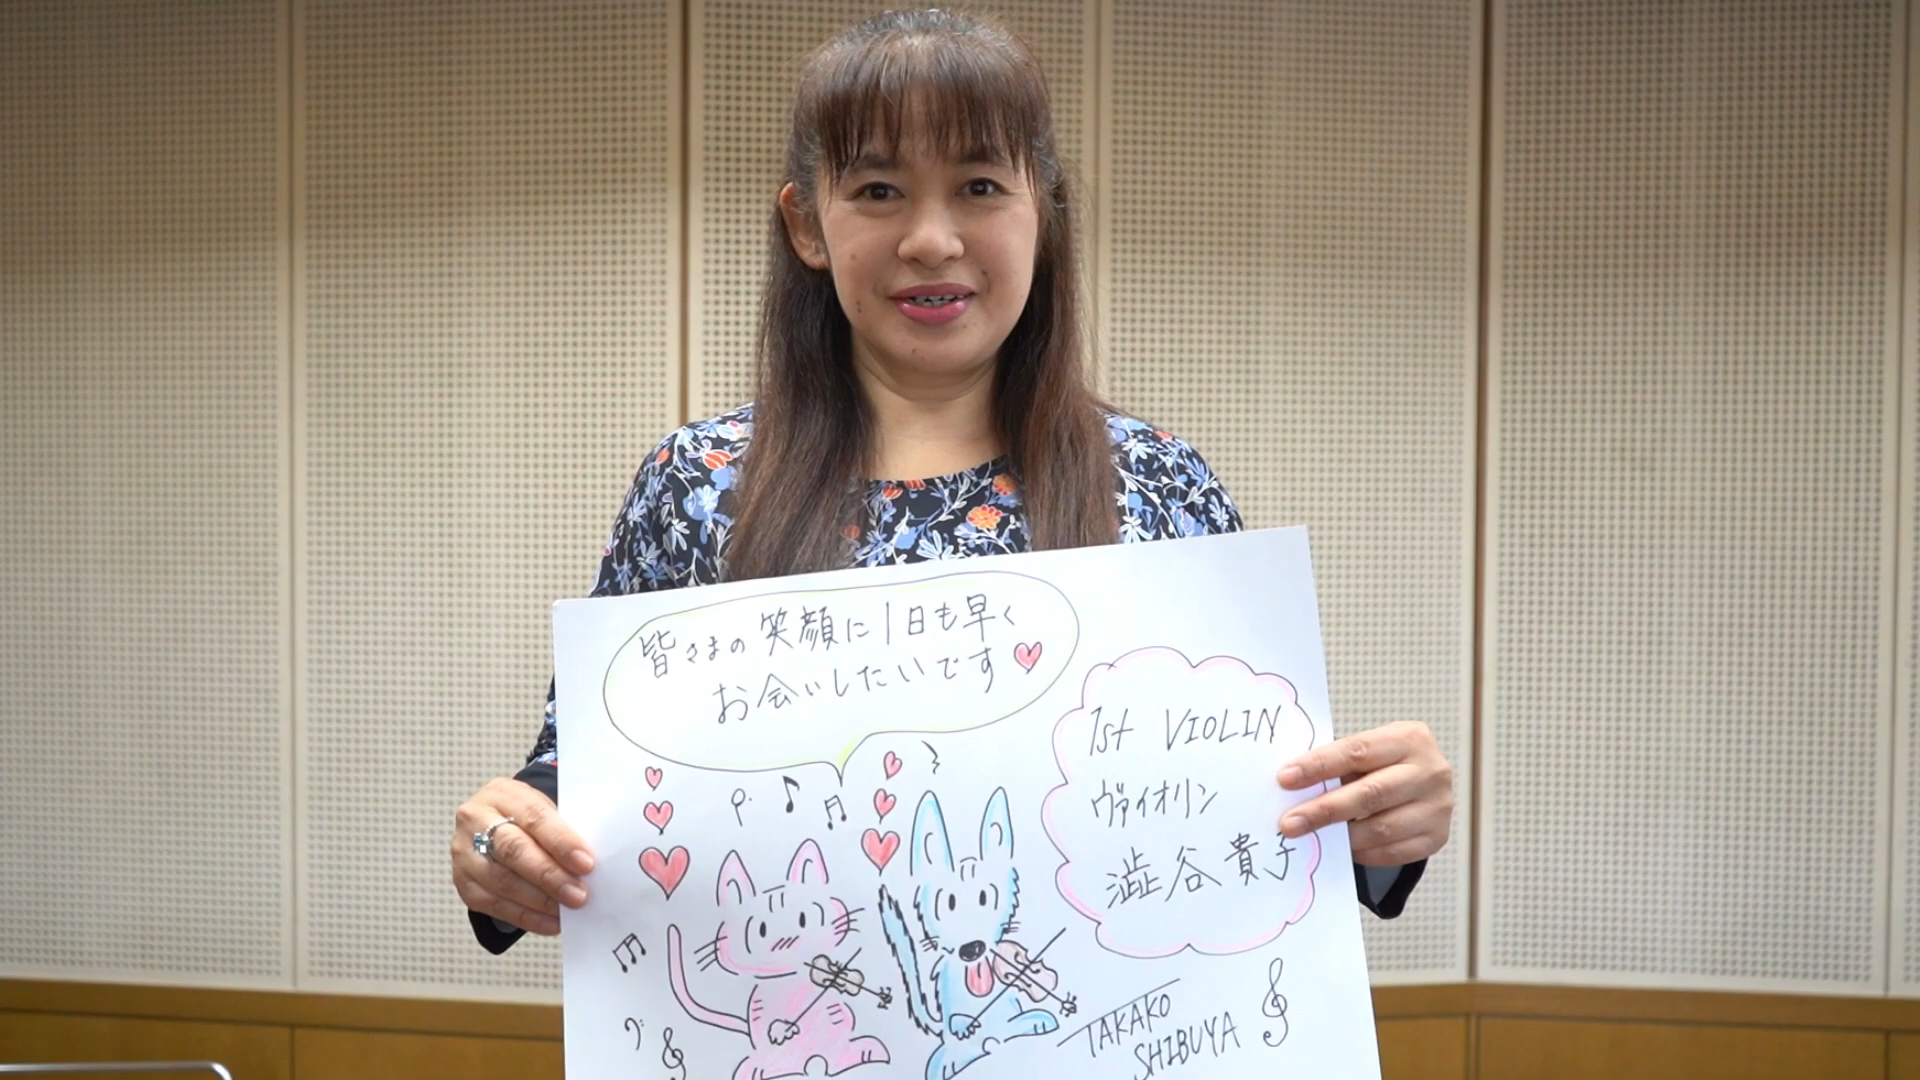 皆さまの笑顔に1日も早く
お会いしたいです
1st VIOLIN
ヴァイオリン
澁谷貴子
TAKAKO
SHIBUYA